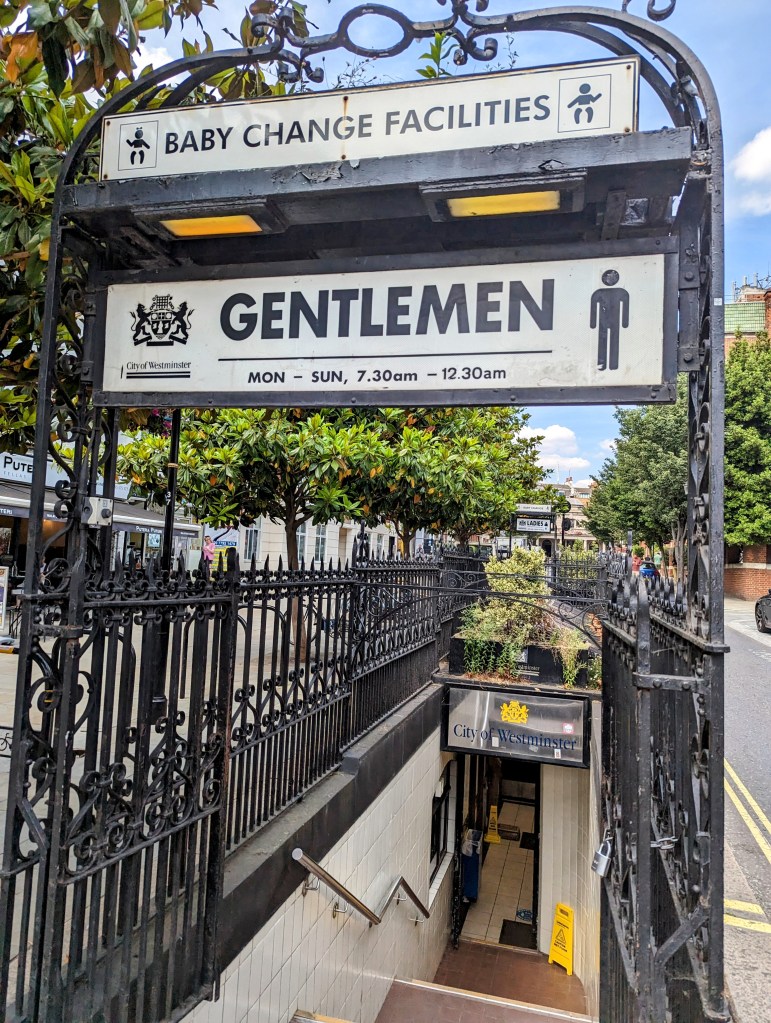 BABY CHANGE FACILITIES
GENTLEMEN
City of Westminster
MON – SUN, 7.30am – 12.30am
LADIES
City of Westminster